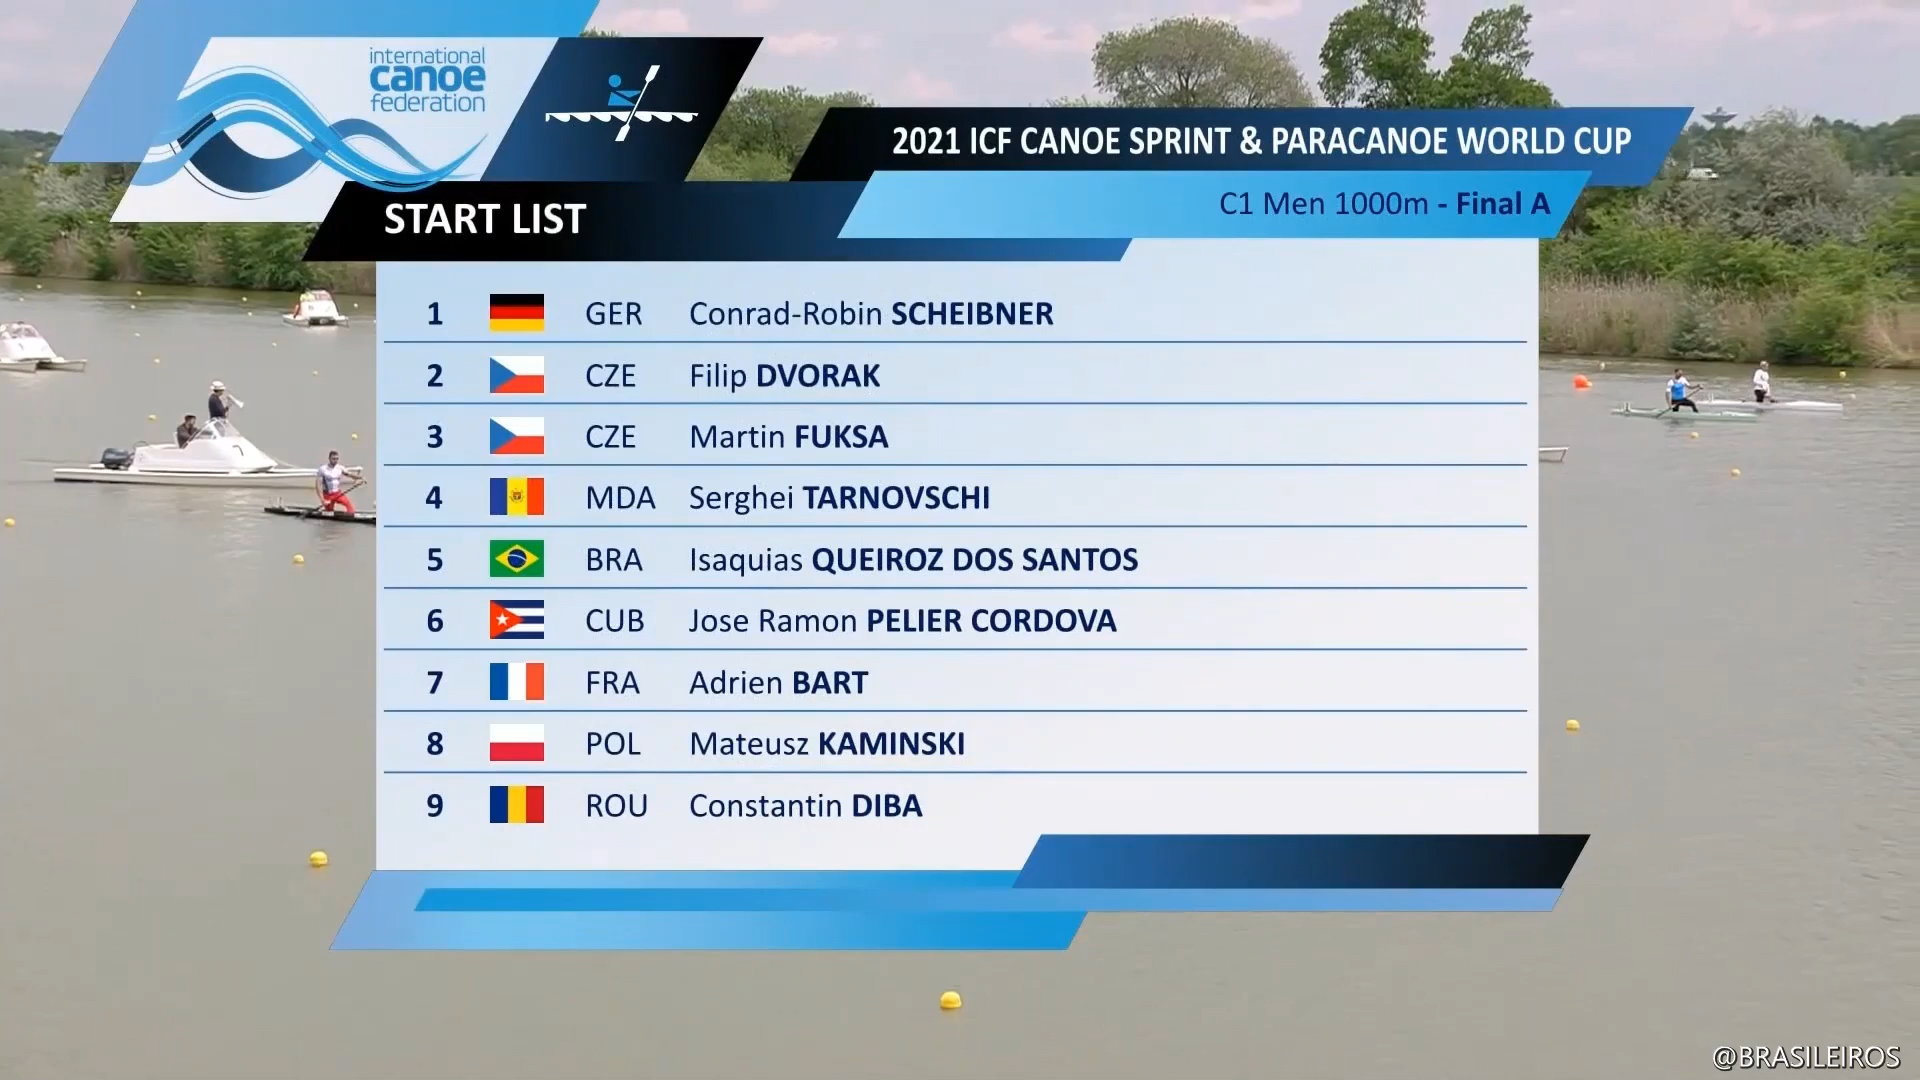 international
canoe
federation
2021 ICF CANOE SPRINT & PARACANOE WORLD CUP
C1 Men 1000m - Final A
START LIST
1 GER Conrad-Robin SCHEIBNER
2 CZE Filip DVORAK
3 CZE Martin FUKSA
4 MDA Serghei TARNOVSCHI
5 BRA Isaquias QUEIROZ DOS SANTOS
6 CUB Jose Ramon PELIER CORDOVA
7 FRA Adrien BART
8 POL Mateusz KAMINSKI
9 ROU Constantin DIBA
@BRASILEIROS